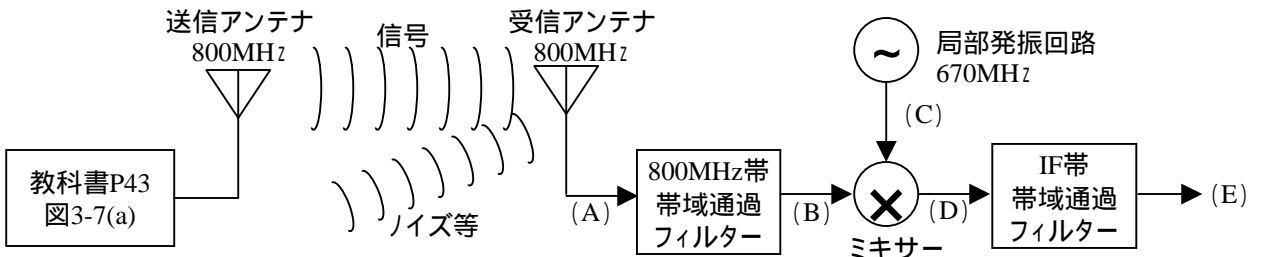 送信アンテナ
800MHz
信号
受信アンテナ
800MHz
局部発振回路
670MHz
~
(C)
教科書P43
図3-7(a)
ノイズ等
(A)
800MHz帯
帯域通過
フィルター
(B)
×
ミキサー
(D)
IF帯
帯域通過
フィルター
(E)